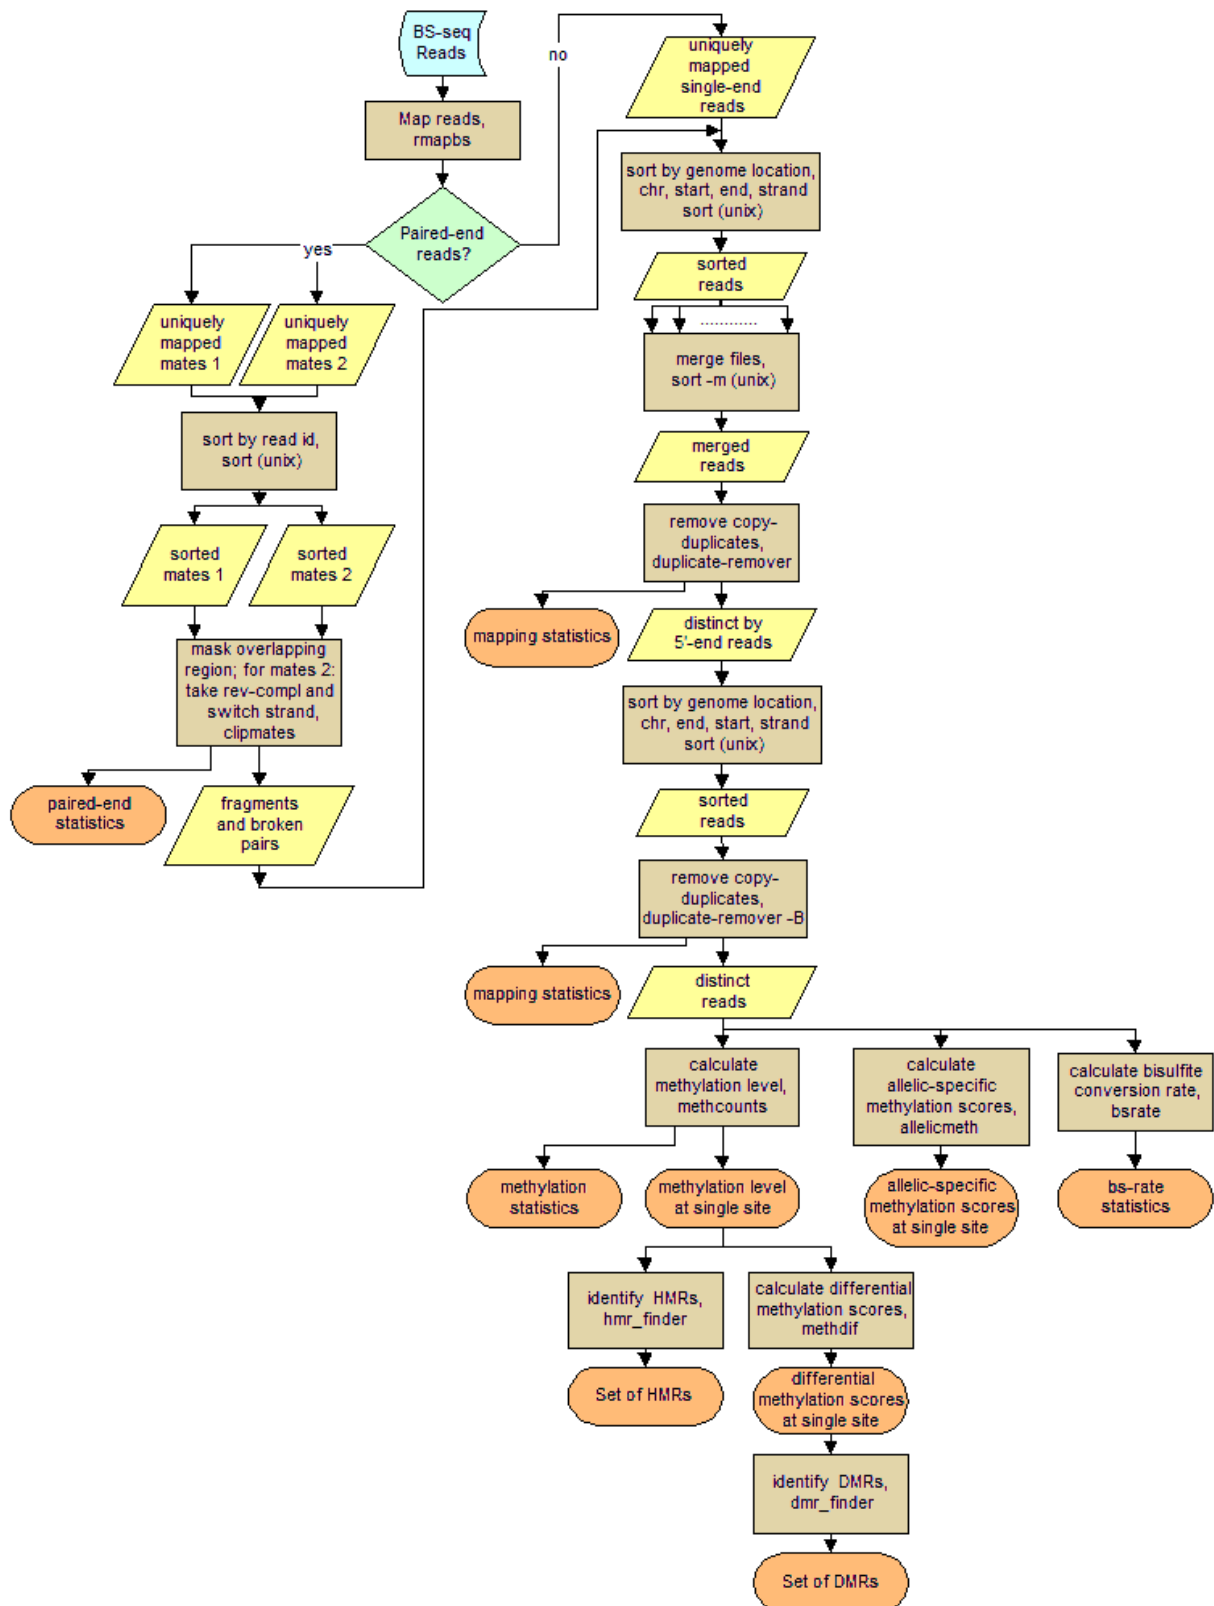 BS-seq
Reads
no
uniquely
mapped
single-end
reads
Map reads,
rmapbs
sort by genome location,
chr, start, end, strand
sort (unix)
Paired-end
reads?
yes
sorted
reads
uniquely
mapped
mates 1
uniquely
mapped
mates 2
............
merge files,
sort -m (unix)
sort by read id,
sort (unix)
merged
reads
sorted
mates 1
sorted
mates 2
remove copy-
duplicates,
duplicate-remover
mapping statistics
distinct by
5'-end reads
mask overlapping
region; for mates 2:
take rev-compl and
switch strand,
clipmates
sort by genome location,
chr, end, start, strand
sort (unix)
paired-end
statistics
fragments
and broken
pairs
sorted
reads
remove copy-
duplicates,
duplicate-remover -B
mapping statistics
distinct
reads
calculate
methylation level,
methcounts
calculate
allelic-specific
methylation scores,
allelicmeth
calculate bisulfite
conversion rate,
bsrate
methylation
statistics
methylation level
at single site
allelic-specific
methylation scores
at single site
bs-rate
statistics
identify HMRs,
hmr_finder
calculate differential
methylation scores,
methdif
Set of HMRs
differential
methylation scores
at single site
identify DMRs,
dmr_finder
Set of DMRs